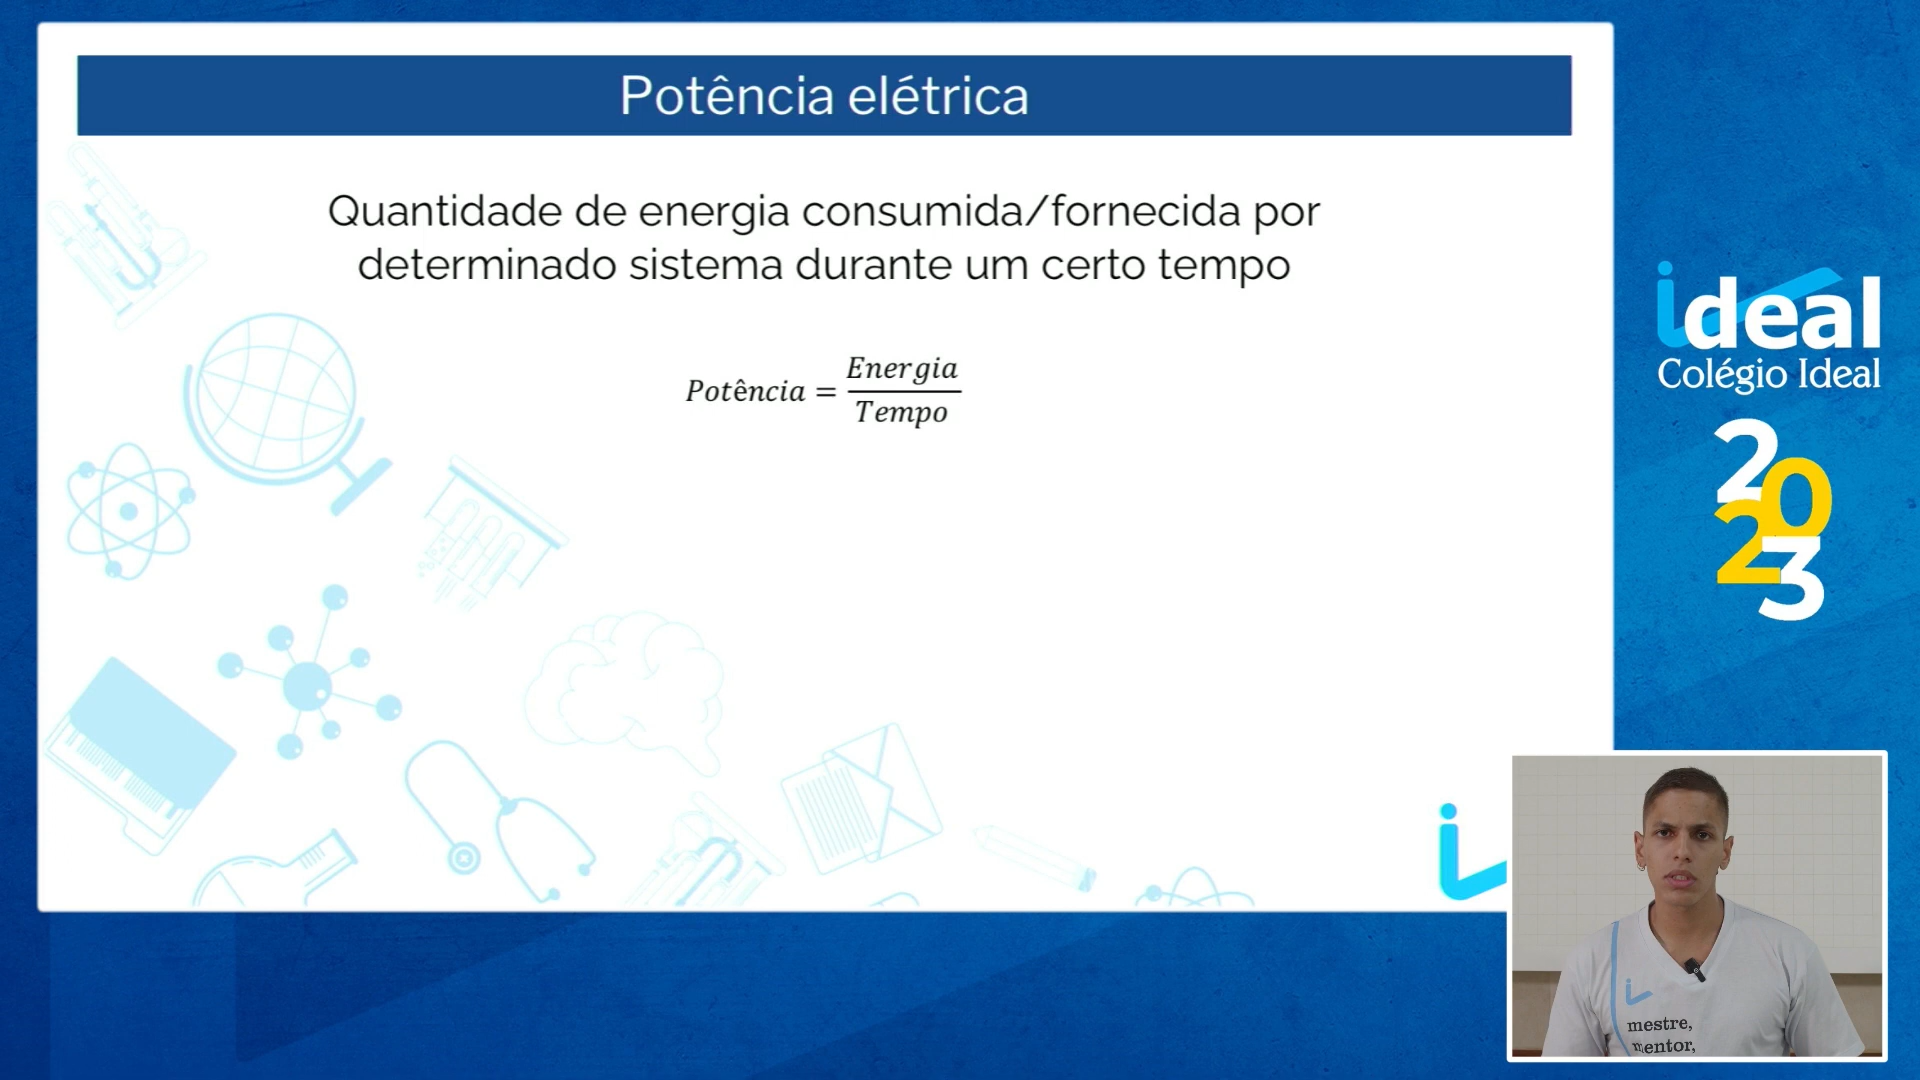 Potência elétrica
Quantidade de energia consumida/fornecida por
determinado sistema durante um certo tempo
Potência = Energia / Tempo
ideal
Colégio Ideal
2023
mestre,
mentor,